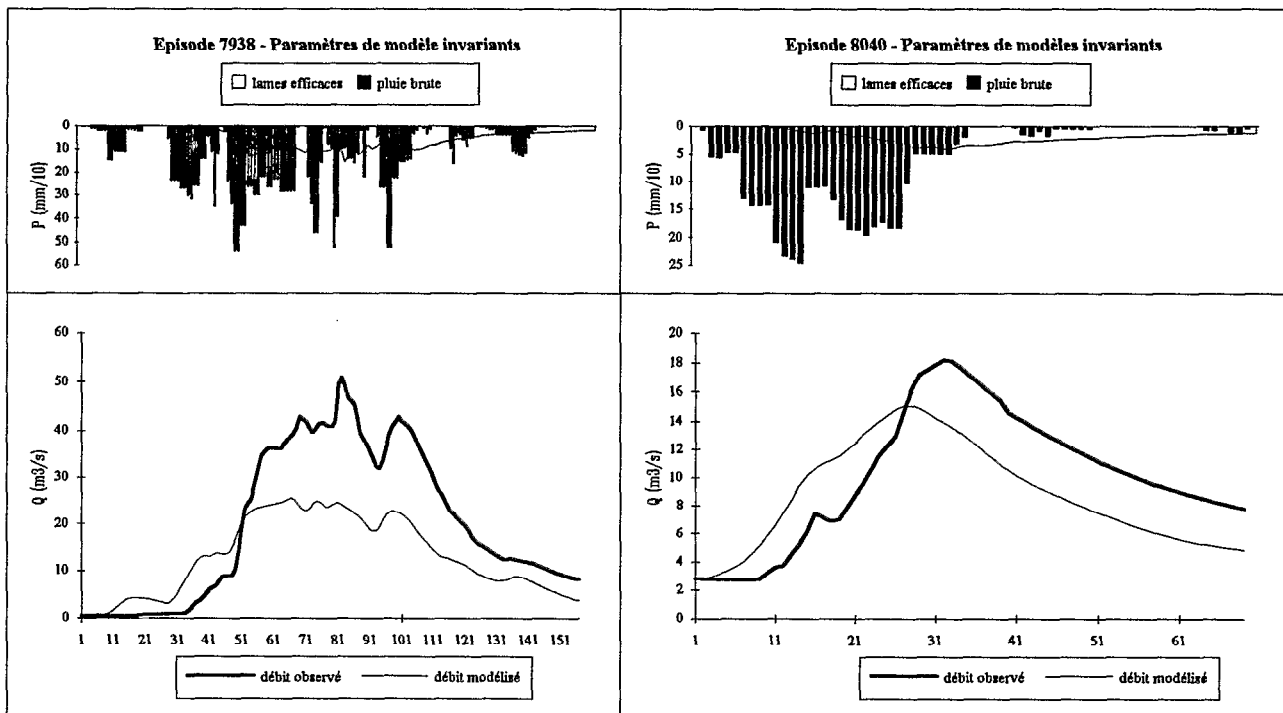 Episode 7938 - Paramètres de modèle invariants
lames efficaces pluie brute
0
10
20
30
40
50
60
P (mm/10)
60
50
40
30
20
10
0
Q (m3/s)
1 11 21 31 41 51 61 71 81 91 101 111 121 131 141 151
débit observé débit modélisé
Episode 8040 - Paramètres de modèles invariants
lames efficaces pluie brute
0
5
10
15
20
25
P (mm/10)
20
18
16
14
12
10
8
6
4
2
0
Q (m3/s)
1 11 21 31 41 51 61
débit observé débit modélisé